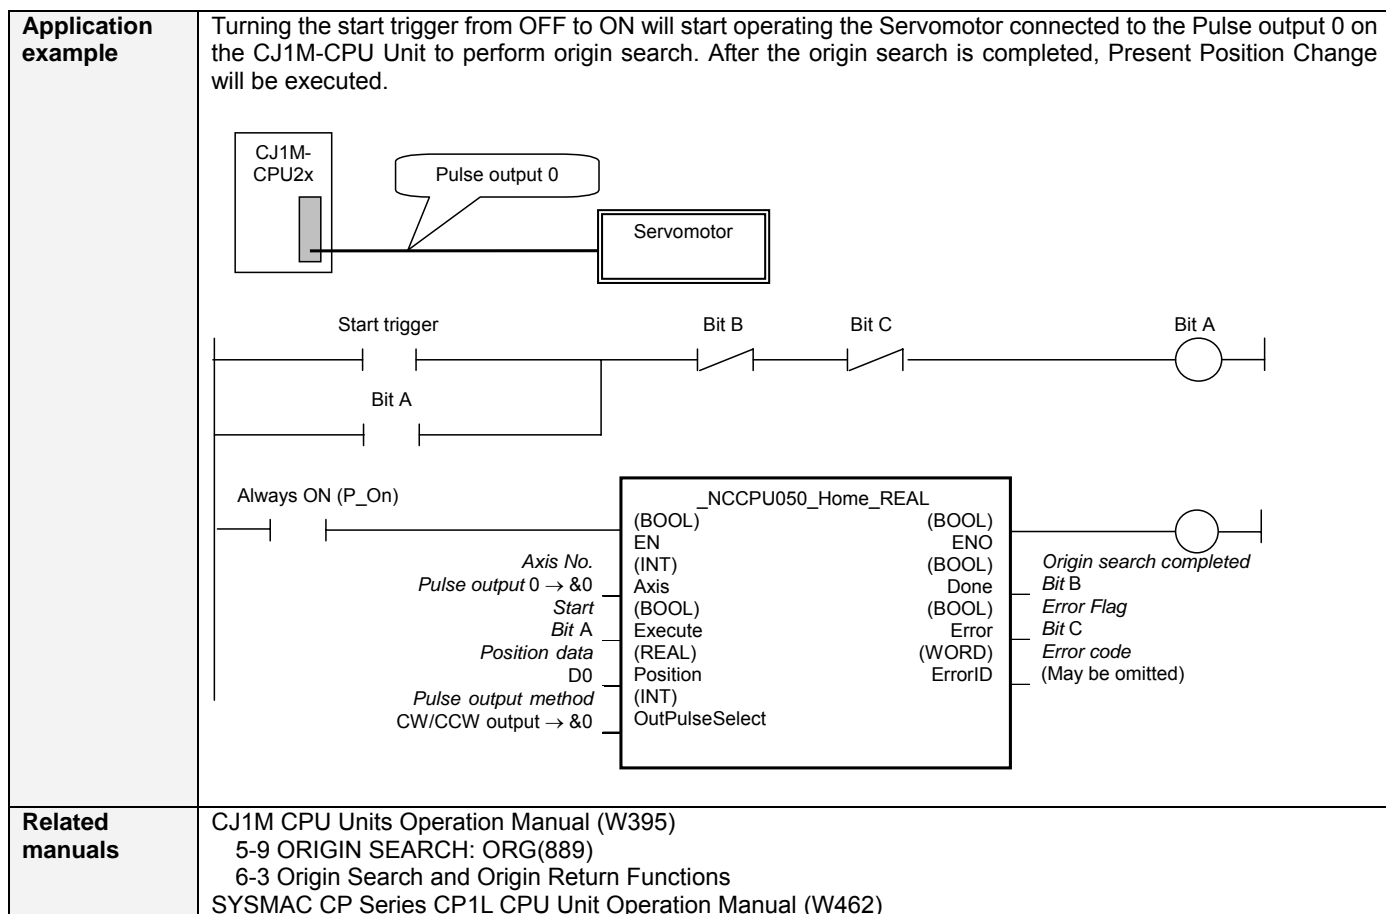 Application example
Turning the start trigger from OFF to ON will start operating the Servomotor connected to the Pulse output 0 on
the CJ1M-CPU Unit to perform origin search. After the origin search is completed, Present Position Change
will be executed.
CJ1M-
CPU2x
Pulse output 0
Servomotor
Start trigger
Bit B
Bit C
Bit A
Bit A
Always ON (P_On)
_NCCPU050_Home_REAL
(BOOL) (BOOL)
EN ENO
Axis No. (INT) (BOOL) Origin search completed
Pulse output 0 → &0 Axis Done Bit B
Start (BOOL) (BOOL) Error Flag
Bit A Execute Error Bit C
Position data (REAL) (WORD) Error code
D0 Position ErrorID (May be omitted)
Pulse output method (INT)
CW/CCW output → &0 OutPulseSelect
Related manuals
CJ1M CPU Units Operation Manual (W395)
5-9 ORIGIN SEARCH: ORG(889)
6-3 Origin Search and Origin Return Functions
SYSMAC CP Series CP1L CPU Unit Operation Manual (W462)